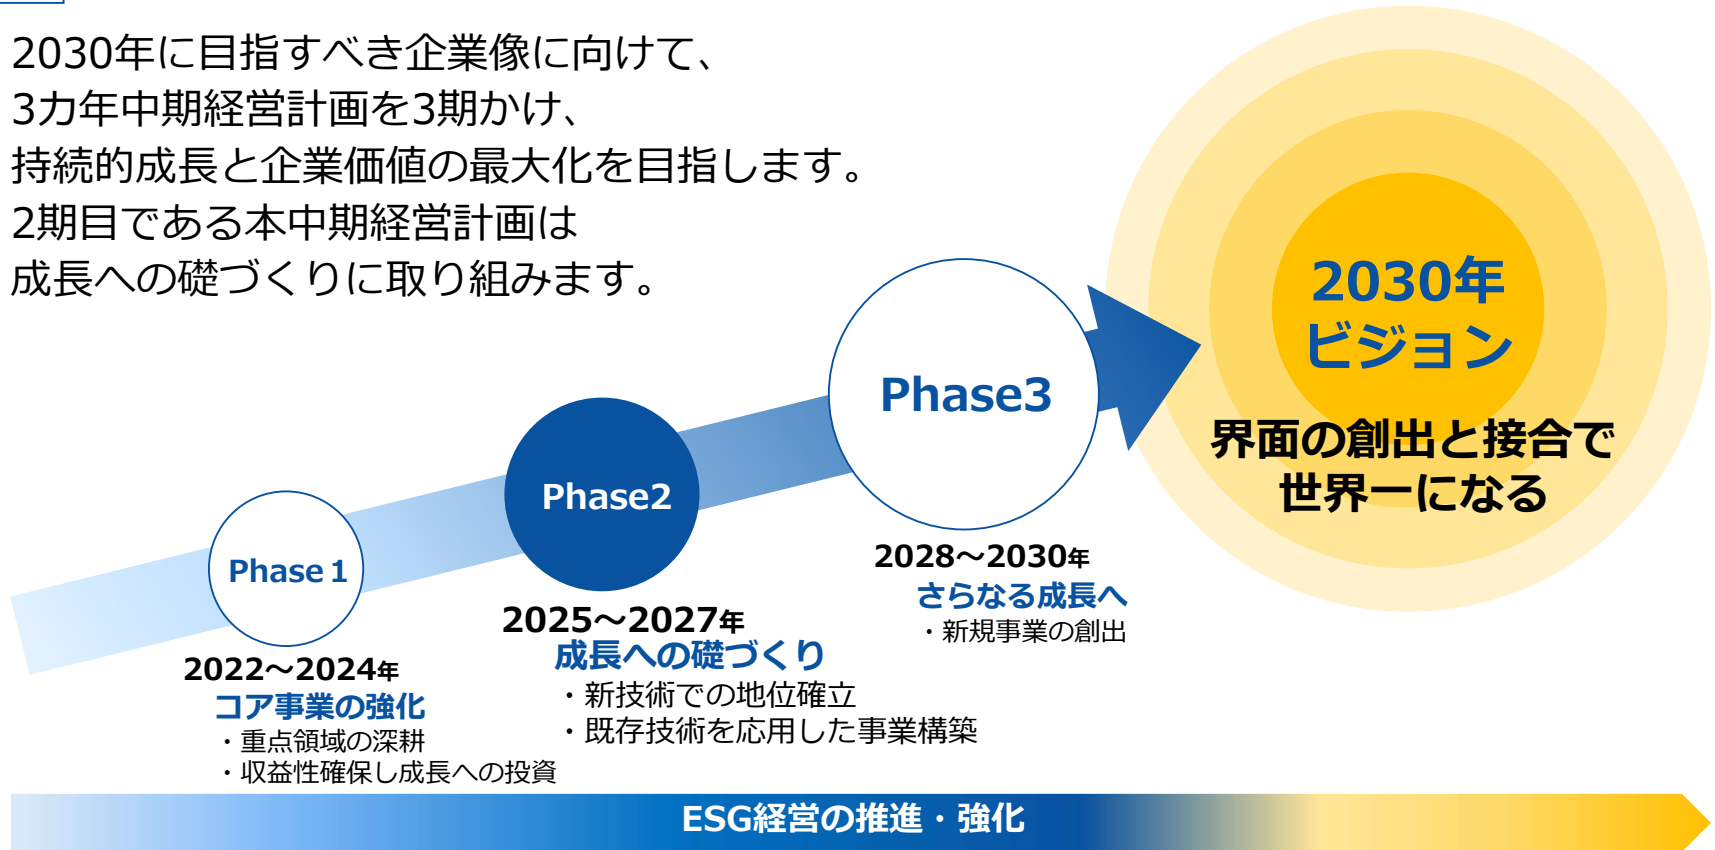 2030年に目指すべき企業像に向けて、
3カ年中期経営計画を3期かけ、
持続的成長と企業価値の最大化を目指します。
2期目である本中期経営計画は
成長への礎づくりに取り組みます。
2030年
ビジョン
界面の創出と接合で
世界一になる
Phase3
2028～2030年
さらなる成長へ
・新規事業の創出
Phase2
2025～2027年
成長への礎づくり
・新技術での地位確立
・既存技術を応用した事業構築
Phase1
2022～2024年
コア事業の強化
・重点領域の深耕
・収益性確保し成長への投資
ESG経営の推進・強化